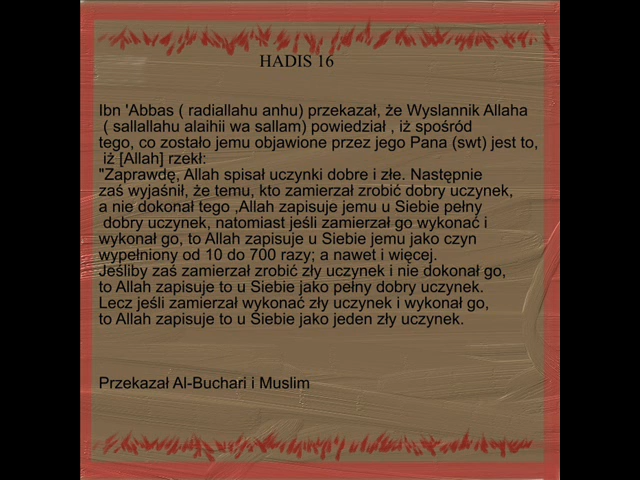 HADIS 16
Ibn 'Abbas ( radiallahu anhu) przekazał, że Wyslannik Allaha
( sallallahu alaihii wa sallam) powiedział , iż spośród
tego, co zostało jemu objawione przez jego Pana (swt) jest to,
iż [Allah] rzekł:
"Zaprawdę, Allah spisał uczynki dobre i złe. Następnie
zaś wyjaśnił, że temu, kto zamierzał zrobić dobry uczynek,
a nie dokonał tego ,Allah zapisuje jemu u Siebie pełny
dobry uczynek, natomiast jeśli zamierzał go wykonać i
wykonał go, to Allah zapisuje u Siebie jemu jako czyn
wypełniony od 10 do 700 razy; a nawet i więcej.
Jeśliby zaś zamierzał zrobić zły uczynek i nie dokonał go,
to Allah zapisuje to u Siebie jako pełny dobry uczynek.
Lecz jeśli zamierzał wykonać zły uczynek i wykonał go,
to Allah zapisuje to u Siebie jako jeden zły uczynek.
Przekazał Al-Buchari i Muslim